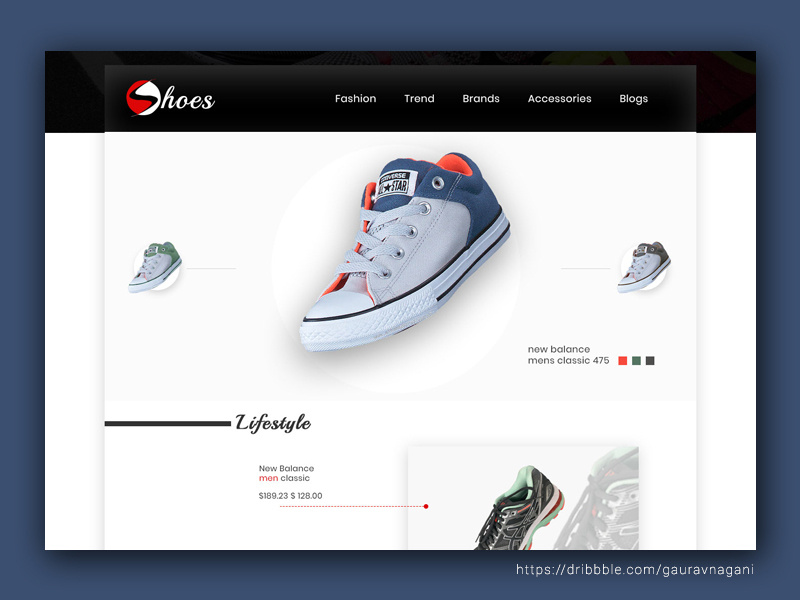 Shoes
Fashion Trend Brands Accessories Blogs
CONVERSE
ALL STAR
new balance
mens classic 475
Lifestyle
New Balance
men classic
$189.23 $ 128.00
https://dribbble.com/gauravnagani